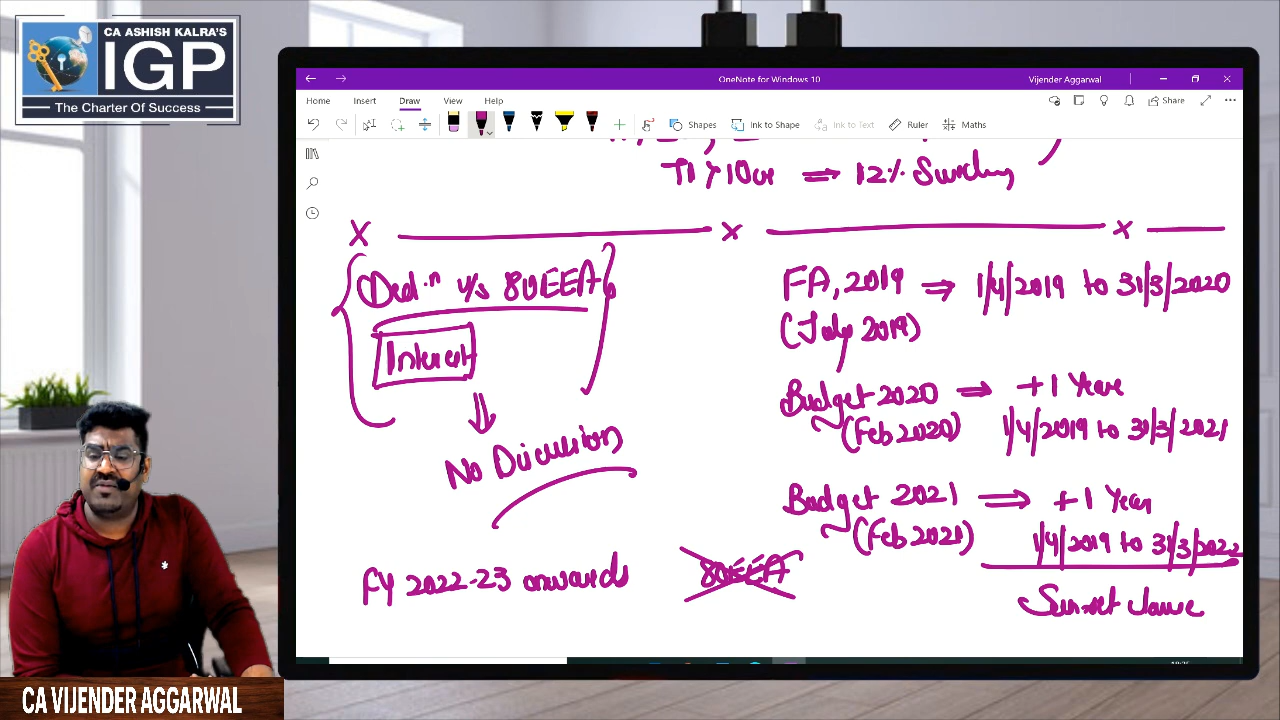 CA ASHISH KALRA'S
IGP
The Charter Of Success
OneNote for Windows 10
Vijender Aggarwal
Home Insert Draw View Help
Share
Shapes
Ink to Shape
Ink to Text
Ruler
Maths
TI > 10cr ⇒ 12%
x x x
Ded.n u/s 80EEA
Interest
⇓
No Discussion
FY 2022-23 onwards
80EEA
FA, 2019 ⇒ 1/4/2019 to 31/3/2020
(July 2019)
Budget 2020 ⇒ +1 Year
(Feb 2020) 1/4/2019 to 31/3/2021
Budget 2021 ⇒ +1 Year
(Feb 2021) 1/4/2019 to 31/3/2022
Sunset clause
CA VIJENDER AGGARWAL